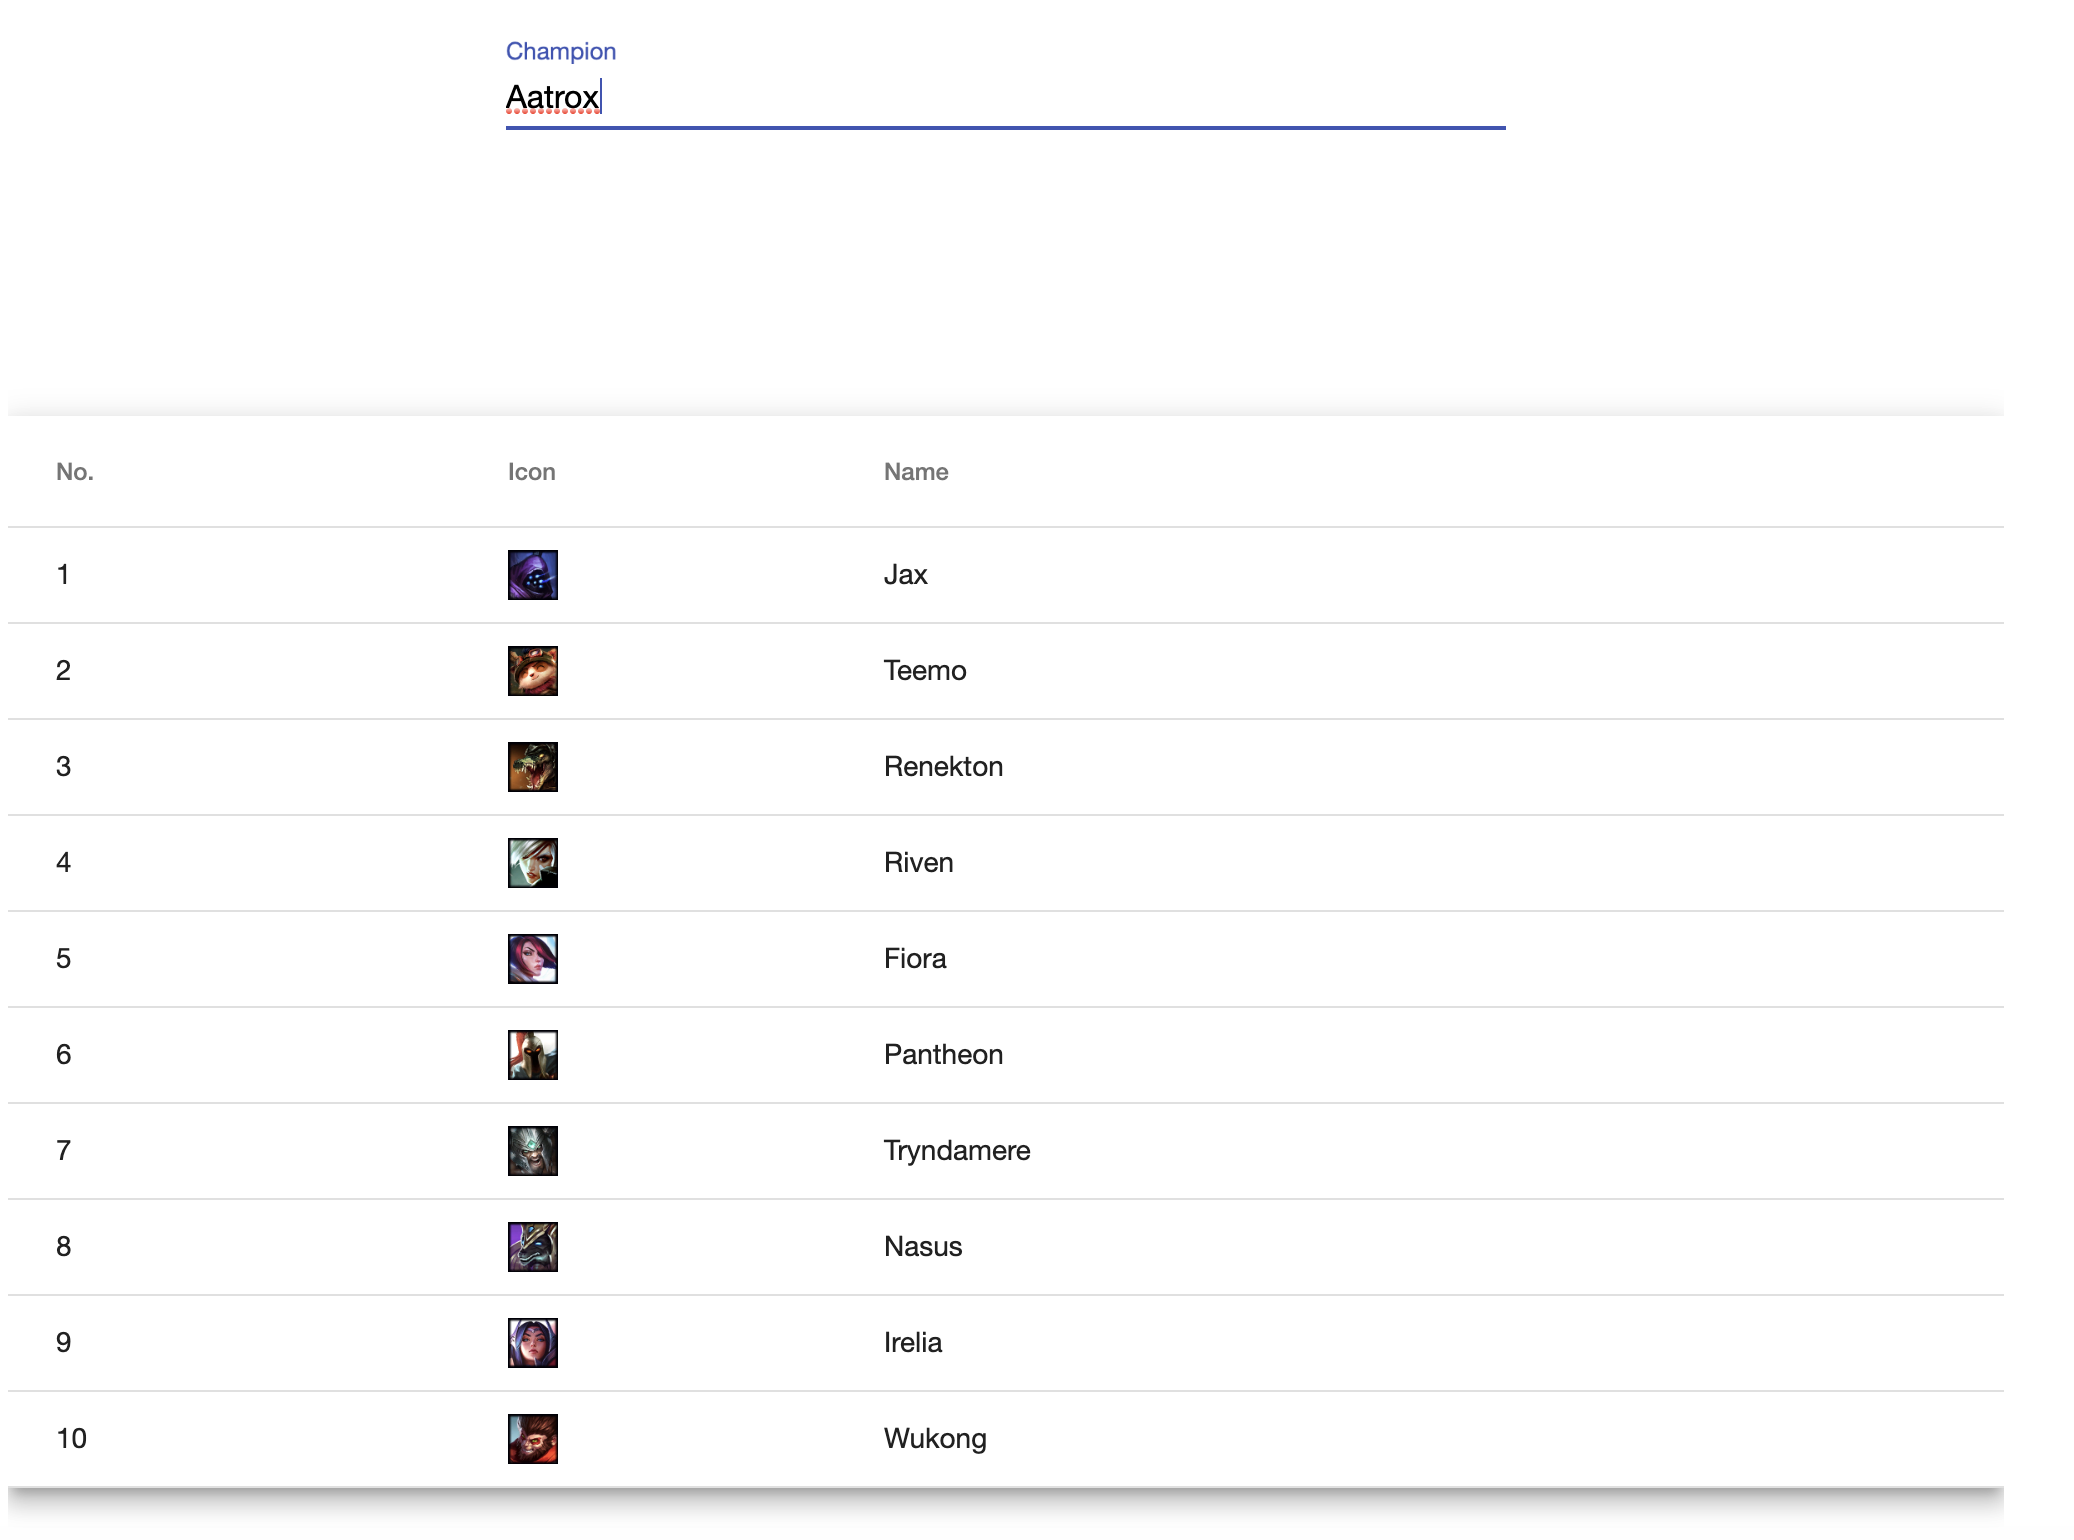 Champion
Aatrox
No. Icon Name
1 Jax
2 Teemo
3 Renekton
4 Riven
5 Fiora
6 Pantheon
7 Tryndamere
8 Nasus
9 Irelia
10 Wukong